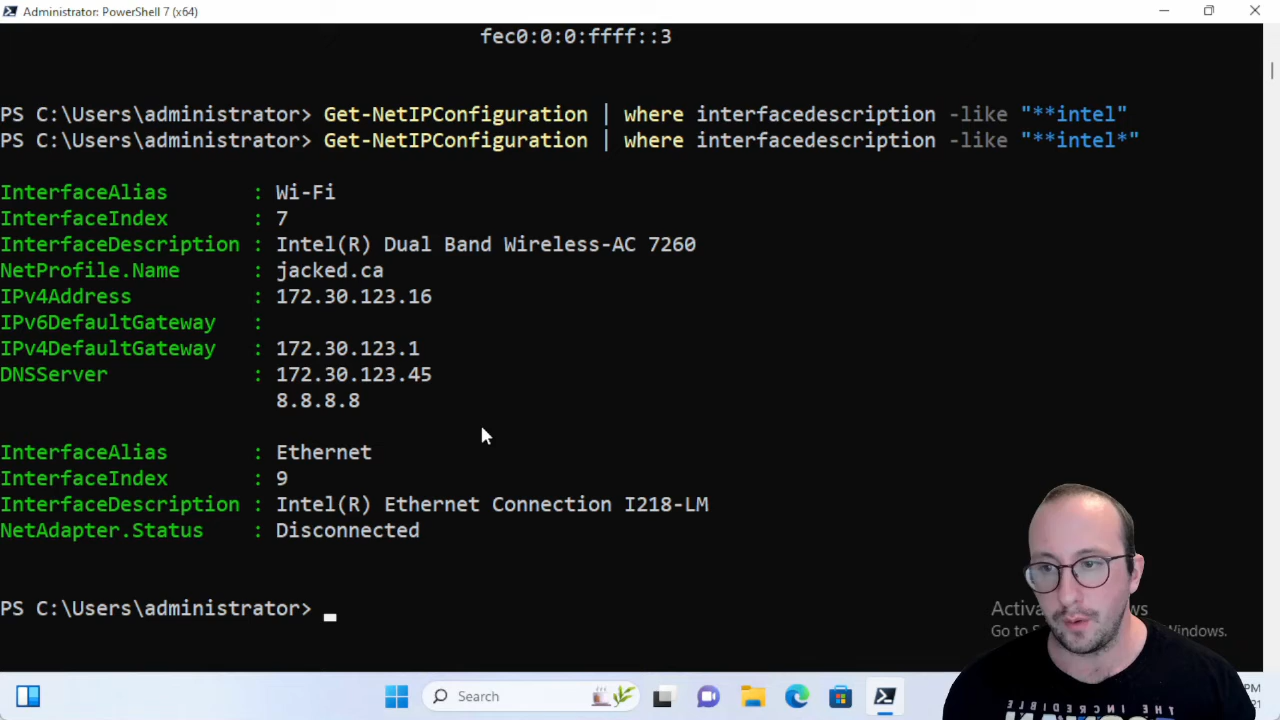 Administrator: PowerShell 7 (x64)
fec0:0:0:ffff::3
PS C:\Users\administrator> Get-NetIPConfiguration | where interfacedescription -like "**intel"
PS C:\Users\administrator> Get-NetIPConfiguration | where interfacedescription -like "**intel*"
InterfaceAlias : Wi-Fi
InterfaceIndex : 7
InterfaceDescription : Intel(R) Dual Band Wireless-AC 7260
NetProfile.Name : jacked.ca
IPv4Address : 172.30.123.16
IPv6DefaultGateway :
IPv4DefaultGateway : 172.30.123.1
DNSServer : 172.30.123.45
8.8.8.8
InterfaceAlias : Ethernet
InterfaceIndex : 9
InterfaceDescription : Intel(R) Ethernet Connection I218-LM
NetAdapter.Status : Disconnected
PS C:\Users\administrator>
Go to
Windows.
Search
THE INCREDIBLE